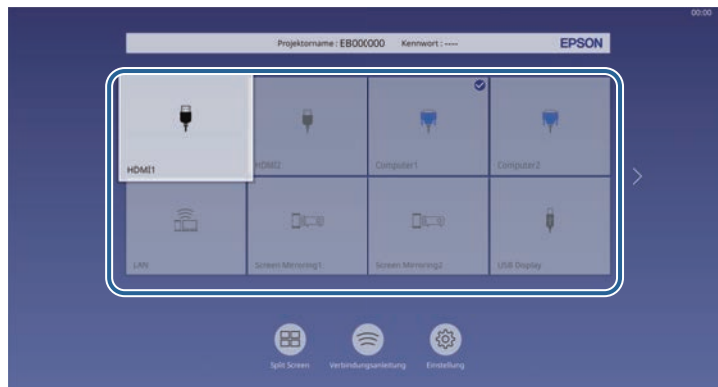 00:00
Projektorname : EB000000 Kennwort : ---- EPSON
HDMI1 HDMI2 Computer1 Computer2
LAN Screen Mirroring1 Screen Mirroring2 USB Display
Split Screen Verbindungsanleitung Einstellung